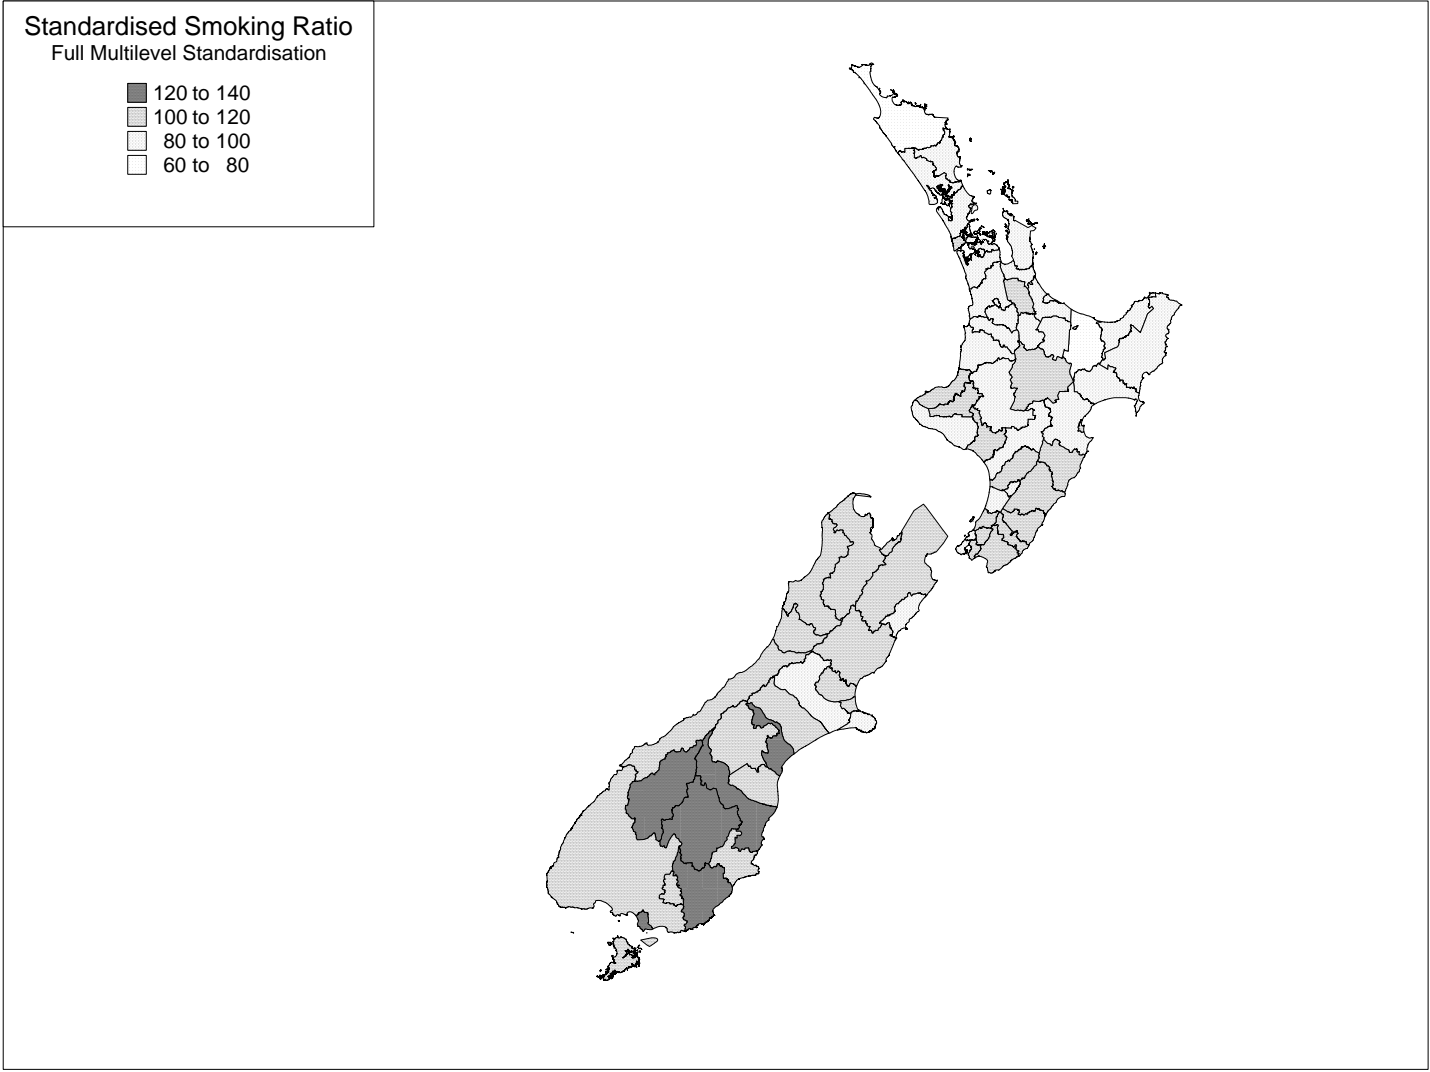 Standardised Smoking Ratio
Full Multilevel Standardisation
120 to 140
100 to 120
80 to 100
60 to 80